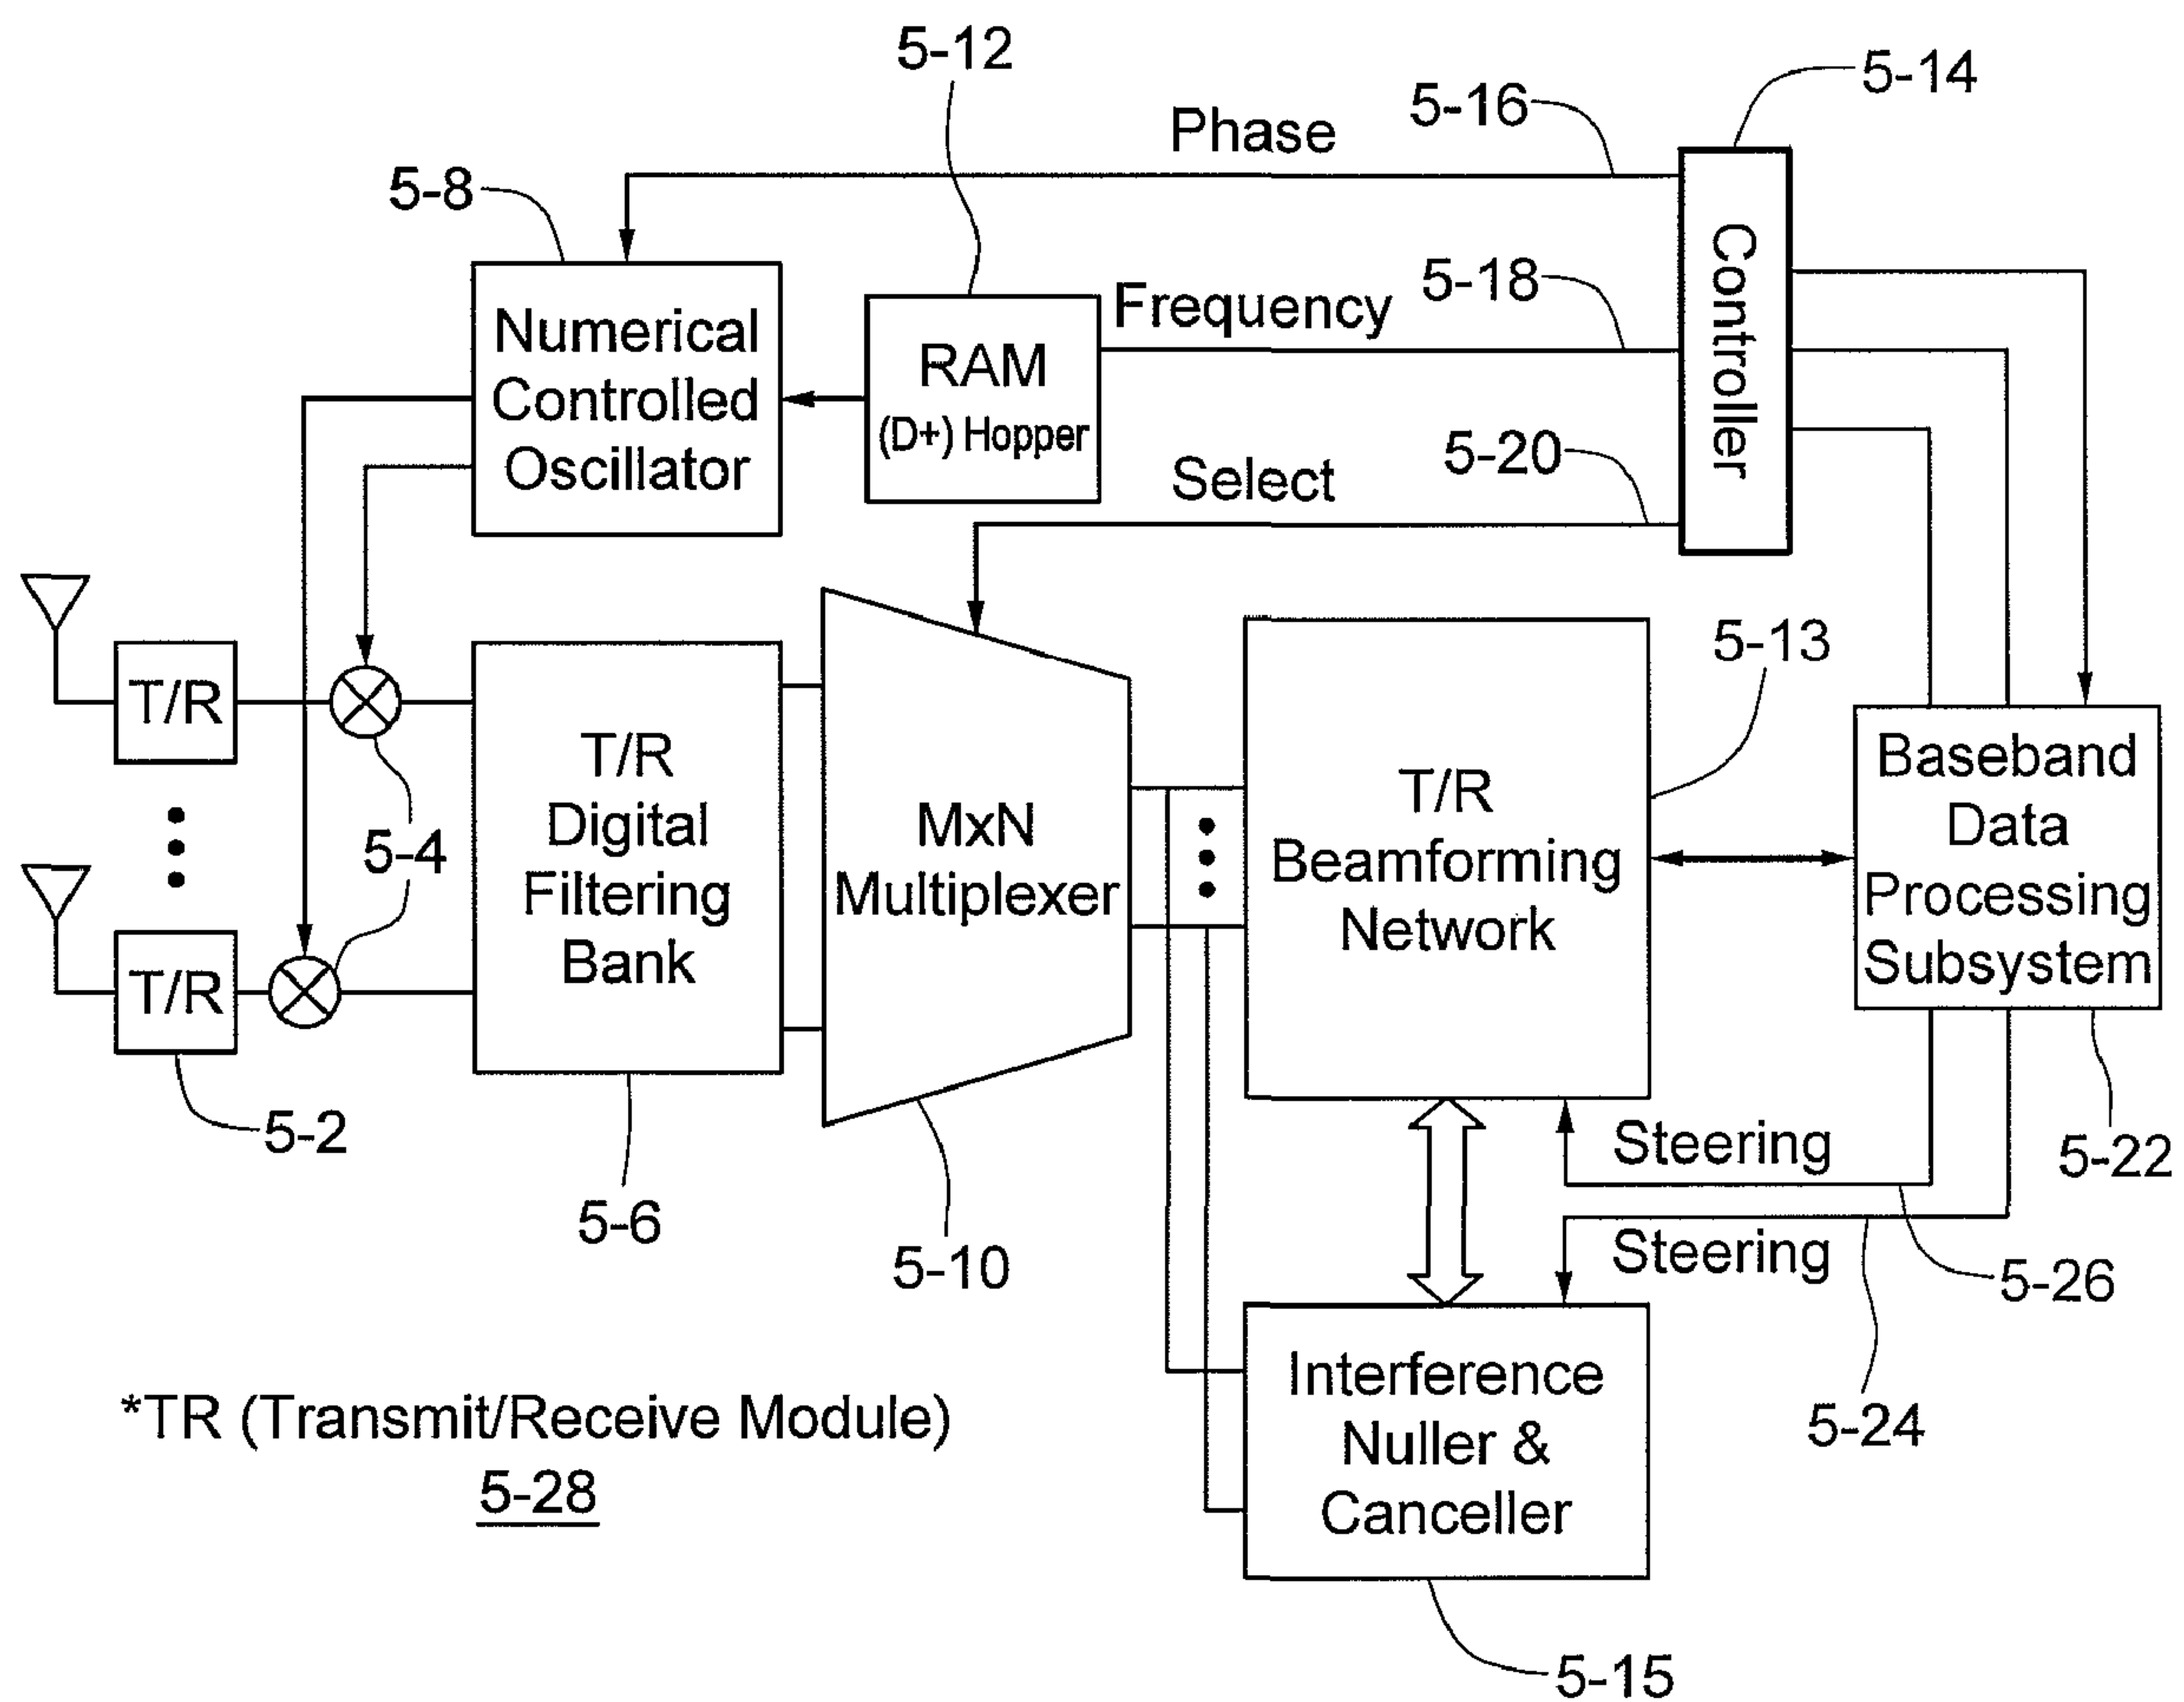 5-12
5-14
5-16
Phase
5-8
5-18
Frequency
Numerical
Controlled
Oscillator
RAM
(D+) Hopper
Controller
5-20
Select
5-13
T/R
T/R
Digital
Filtering
Bank
MxN
Multiplexer
T/R
Beamforming
Network
Baseband
Data
Processing
Subsystem
5-4
T/R
5-2
5-6
5-10
Steering
5-22
Steering
5-26
Interference
Nuller &
Canceller
5-24
*TR (Transmit/Receive Module)
5-28
5-15